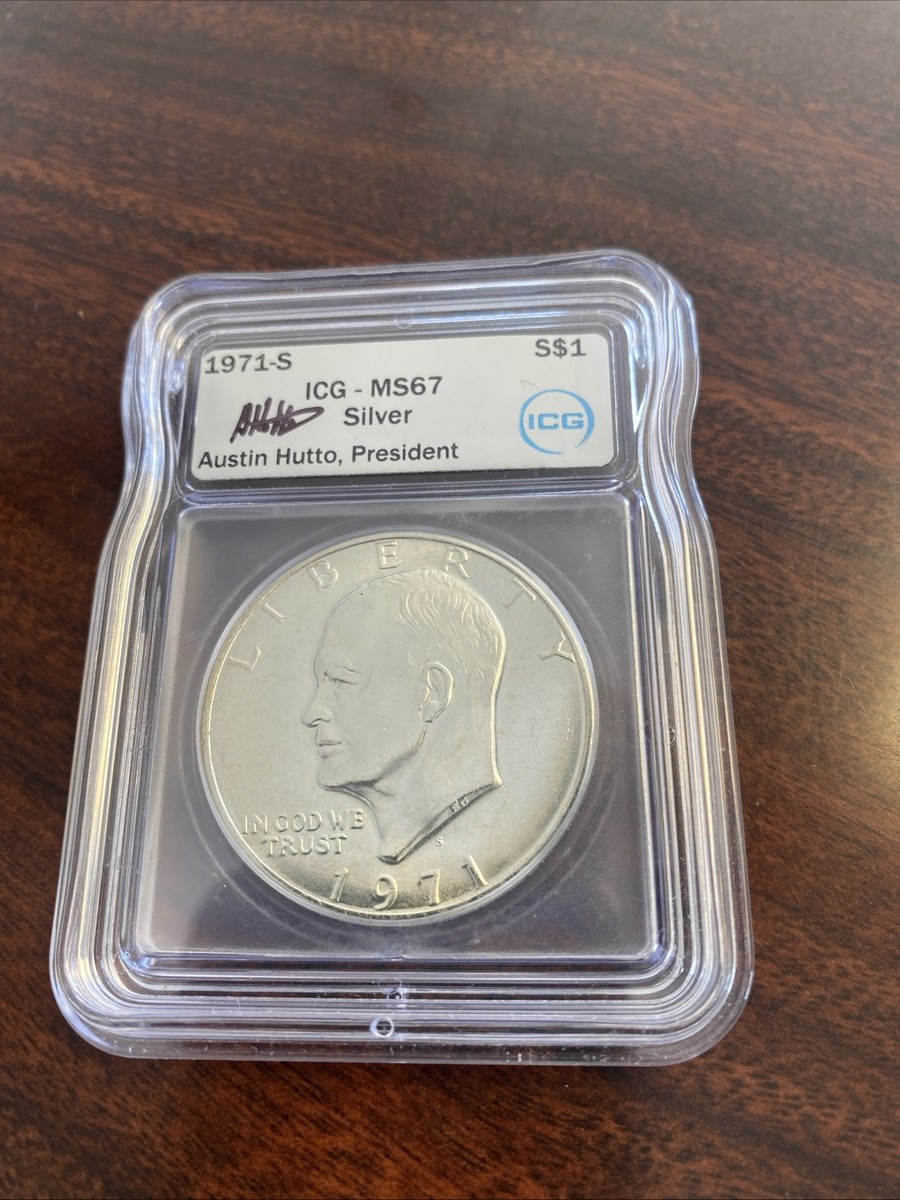 1971-S
S$1
ICG - MS67
Silver
Austin Hutto, President
ICG
LIBERTY
IN GOD WE
TRUST
S
1971